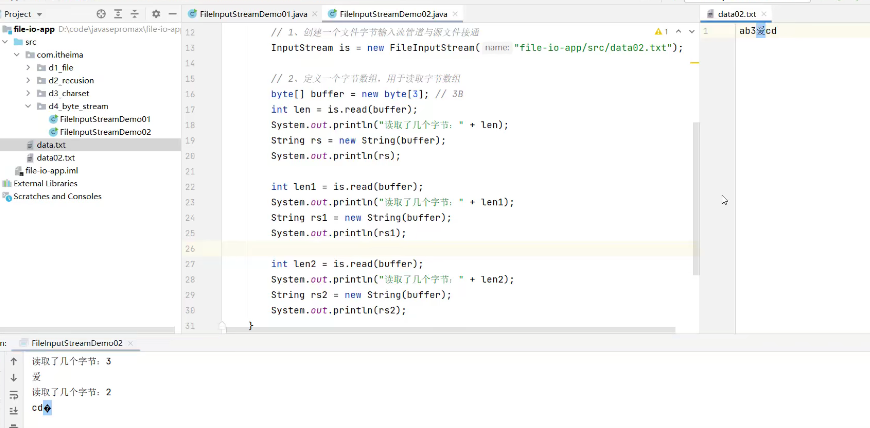 Project
file-io-app D:\code\javasepromax\file-io-app
src
com.itheima
d1_file
d2_recusion
d3_charset
d4_byte_stream
FileInputStreamDemo01
FileInputStreamDemo02
data.txt
data02.txt
file-io-app.iml
External Libraries
Scratches and Consoles
FileInputStreamDemo01.java
FileInputStreamDemo02.java
12 // 1、创建一个文件字节输入流管道与源文件接通
13 InputStream is = new FileInputStream( name: "file-io-app/src/data02.txt");
14
15 // 2、定义一个字节数组,用于读取字节数组
16 byte[] buffer = new byte[3]; // 3B
17 int len = is.read(buffer);
18 System.out.println("读取了几个字节:" + len);
19 String rs = new String(buffer);
20 System.out.println(rs);
21
22 int len1 = is.read(buffer);
23 System.out.println("读取了几个字节:" + len1);
24 String rs1 = new String(buffer);
25 System.out.println(rs1);
26
27 int len2 = is.read(buffer);
28 System.out.println("读取了几个字节:" + len2);
29 String rs2 = new String(buffer);
30 System.out.println(rs2);
31 }
1
data02.txt
1 ab3爱cd
n: FileInputStreamDemo02
读取了几个字节:3
爱
读取了几个字节:2
cd�